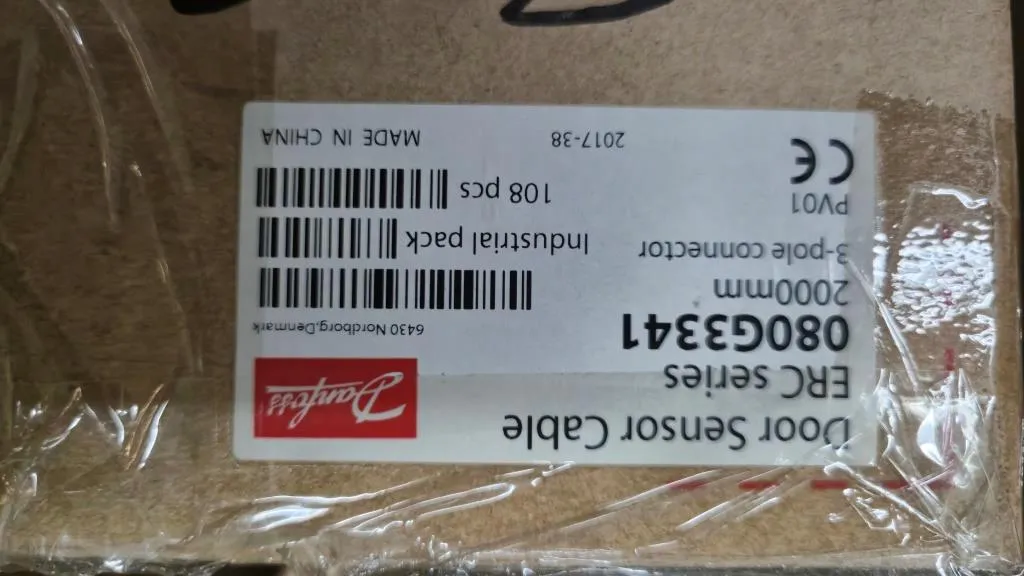 Door Sensor Cable
ERC series
080G3341
2000mm
3-pole connector
PV01
CE
Danfoss
6430 Nordborg,Denmark
Industrial pack
108 pcs
2017-38
MADE IN CHINA